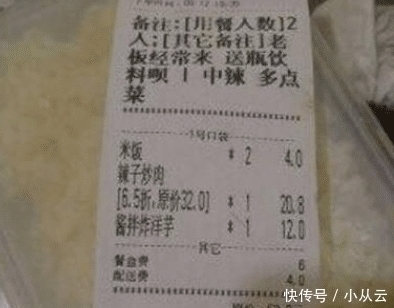 备注:[用餐人数]2
人;[其它备注]老
板经常来 送瓶饮
料呗 | 中辣 多点
菜
1号口袋
米饭 * 2 4.0
辣子炒肉
[6.5折,原价32.0] * 1 20.8
酱拌炸洋芋 * 1 12.0
其它
餐盒费 6
配送费 4.0
快传号/小从云